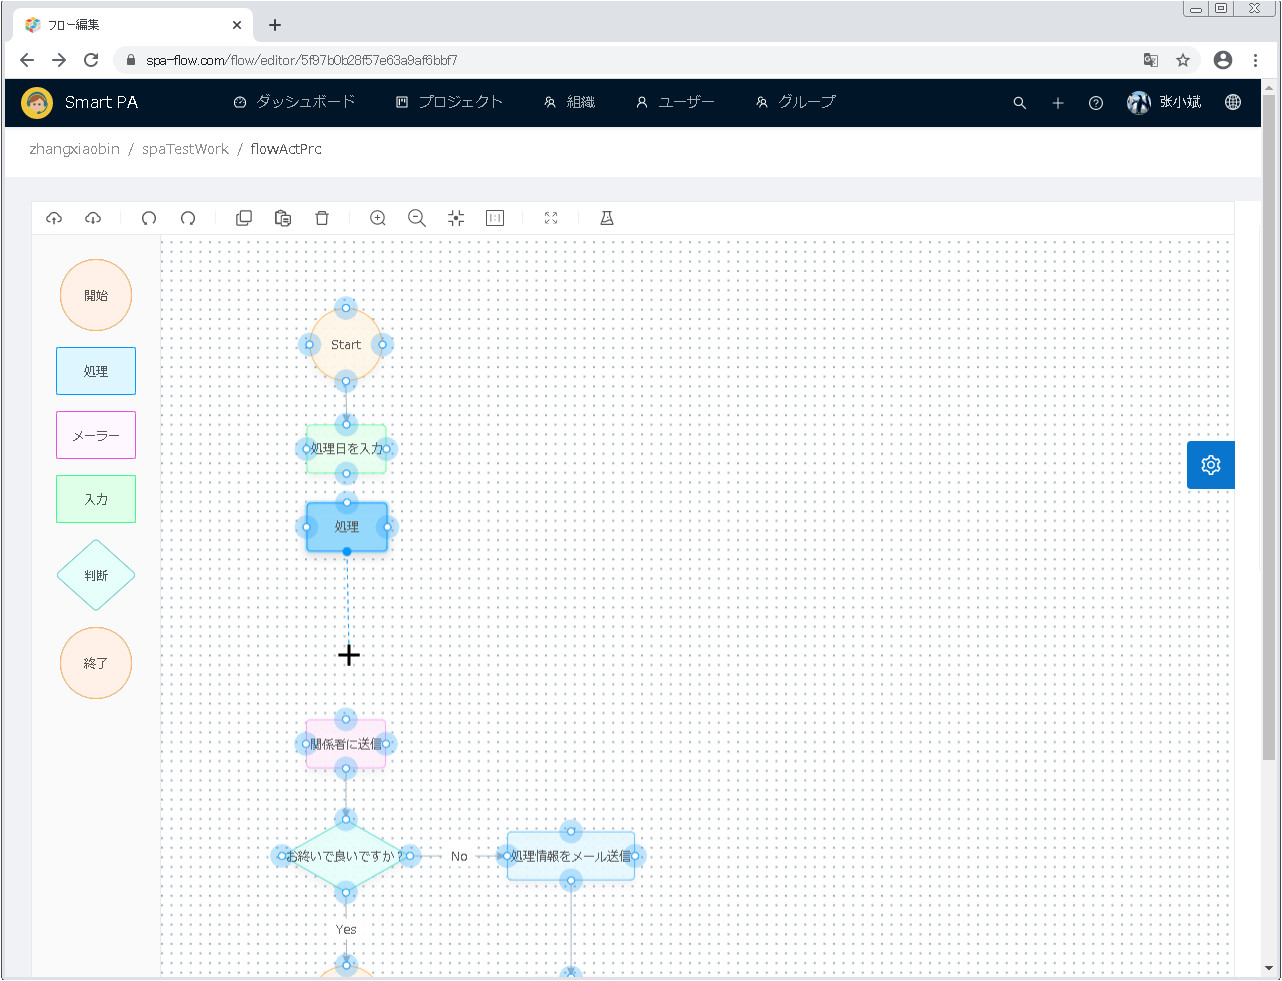 フロー編集
spa-flow.com/flow/editor/5f97b0b28f57e63a9af6bbf7
Smart PA
ダッシュボード
プロジェクト
組織
ユーザー
グループ
张小斌
zhangxiaobin / spaTestWork / flowActPrc
開始
処理
メーラー
入力
判断
終了
Start
処理日を入力
処理
関係者に送信
お終いで良いですか？
No
処理情報をメール送信
Yes